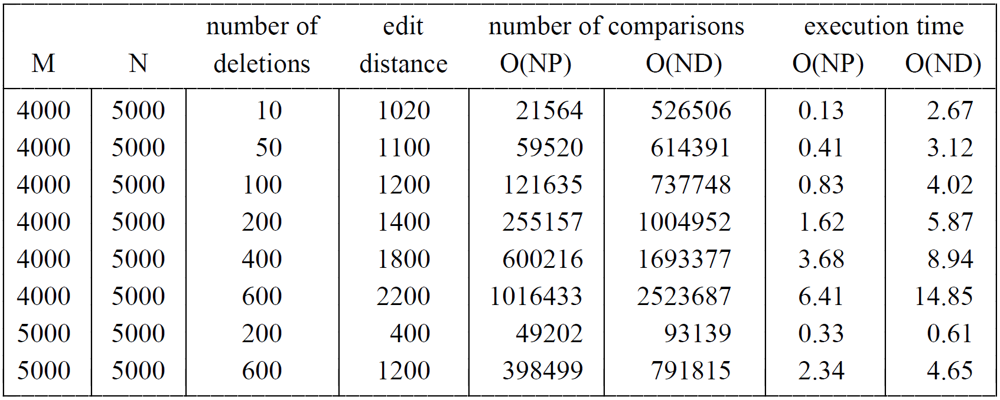 number of edit number of comparisons execution time
M N deletions distance O(NP) O(ND) O(NP) O(ND)
4000 5000 10 1020 21564 526506 0.13 2.67
4000 5000 50 1100 59520 614391 0.41 3.12
4000 5000 100 1200 121635 737748 0.83 4.02
4000 5000 200 1400 255157 1004952 1.62 5.87
4000 5000 400 1800 600216 1693377 3.68 8.94
4000 5000 600 2200 1016433 2523687 6.41 14.85
5000 5000 200 400 49202 93139 0.33 0.61
5000 5000 600 1200 398499 791815 2.34 4.65